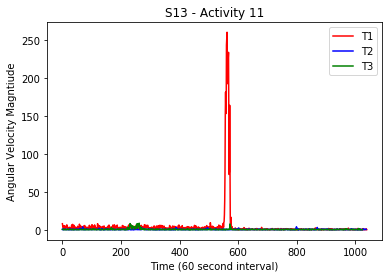 S13 - Activity 11
T1
T2
T3
Angular Velocity Magntiude
250
200
150
100
50
0
0 200 400 600 800 1000
Time (60 second interval)